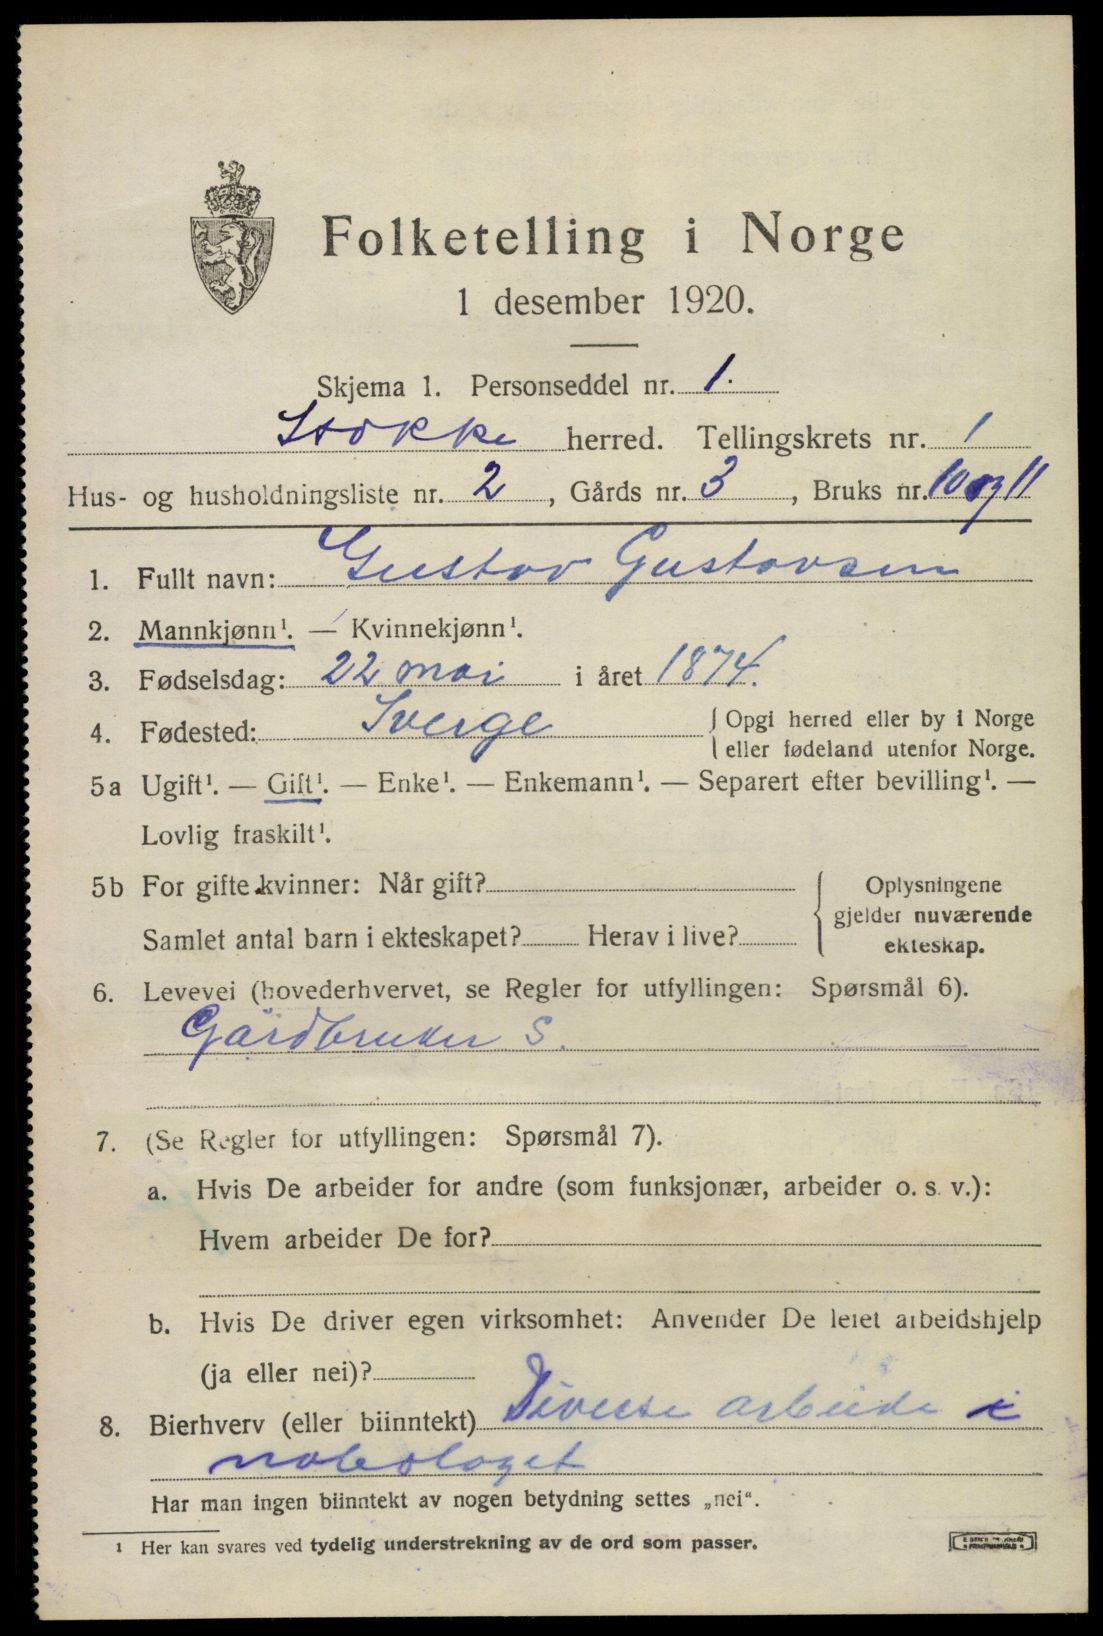 Folketelling i Norge
1 desember 1920.
Skjema 1. Personseddel nr. 1.
Stokke herred. Tellingskrets nr. 1
Hus- og husholdningsliste nr. 2, Gårds nr. 3, Bruks nr. 10 og 11
1. Fullt navn: Gustav Gustavsen
2. Mannkjønn¹. — Kvinnekjønn¹.
3. Fødselsdag: 22 mai i året 1874.
4. Fødested: Sverge { Opgi herred eller by i Norge
eller fødeland utenfor Norge.
5a Ugift¹. — Gift¹. — Enke¹. — Enkemann¹. — Separert efter bevilling¹. —
Lovlig fraskilt¹.
5b For gifte kvinner: Når gift?
Samlet antal barn i ekteskapet? Herav i live?
Oplysningene
gjelder nuværende
ekteskap.
6. Levevei (hovederhvervet, se Regler for utfyllingen: Spørsmål 6).
Gårdbruker S.
7. (Se Regler for utfyllingen: Spørsmål 7).
a. Hvis De arbeider for andre (som funksjonær, arbeider o. s. v.):
Hvem arbeider De for?
b. Hvis De driver egen virksomhet: Anvender De leiet arbeidshjelp
(ja eller nei)?
8. Bierhverv (eller biinntekt) Diverse arbeide i
nabolaget
Har man ingen biinntekt av nogen betydning settes „nei“.
¹ Her kan svares ved tydelig understrekning av de ord som passer.